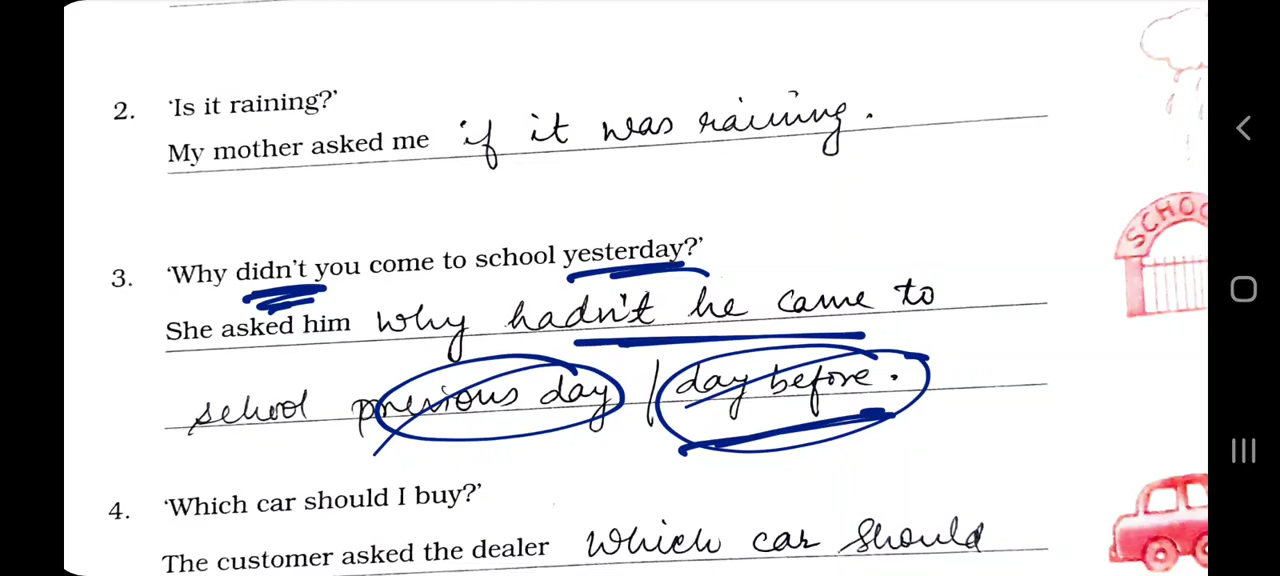 2. 'Is it raining?'
My mother asked me if it was raining.
SCHOO
3. 'Why didn't you come to school yesterday?'
She asked him why hadn't he came to
school previous day / day before.
4. 'Which car should I buy?'
The customer asked the dealer which car should